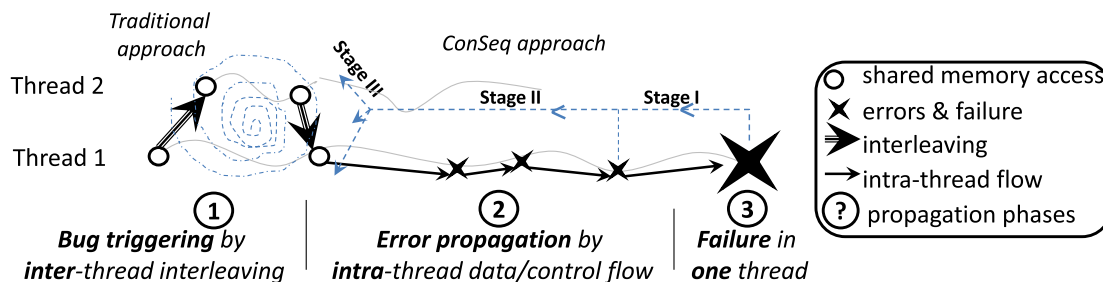 Traditional
approach
ConSeq approach
Stage III
Thread 2
Stage II
Stage I
Thread 1
1
2
3
Bug triggering by
inter-thread interleaving
Error propagation by
intra-thread data/control flow
Failure in
one thread
shared memory access
errors & failure
interleaving
intra-thread flow
? propagation phases